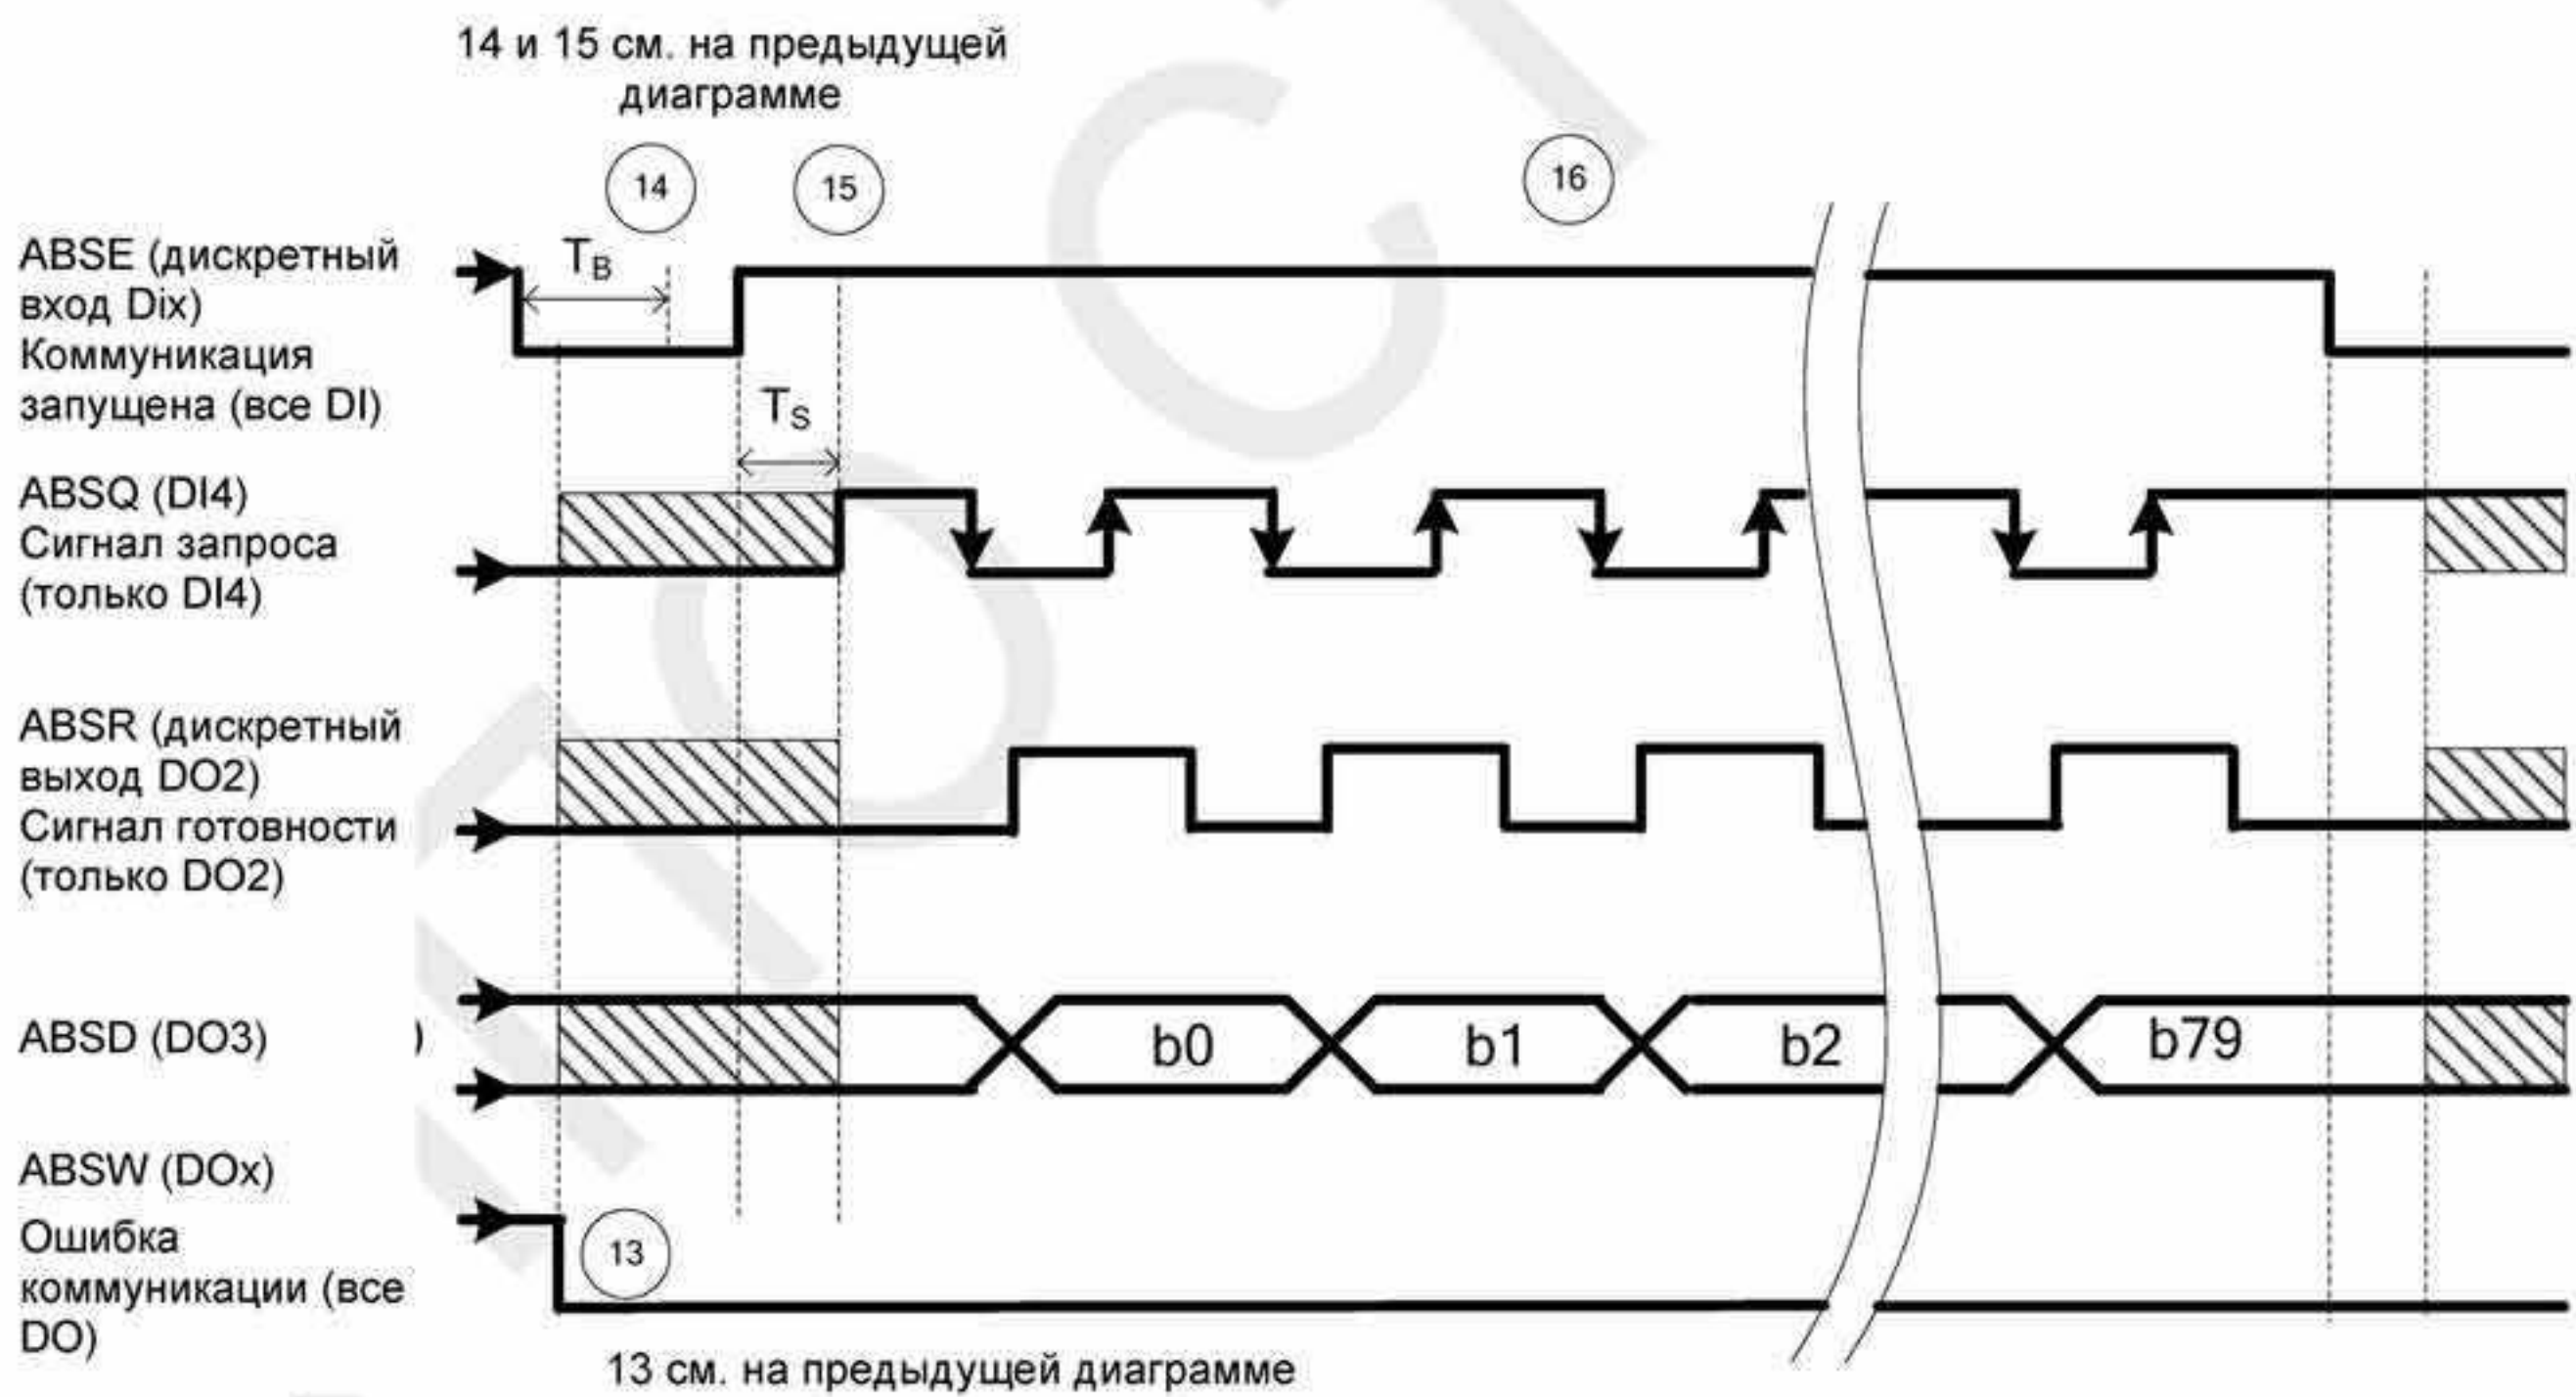 14 и 15 см. на предыдущей
диаграмме
14
15
16
ABSE (дискретный
вход Dix)
Коммуникация
запущена (все DI)
TB
TS
ABSQ (DI4)
Сигнал запроса
(только DI4)
ABSR (дискретный
выход DO2)
Сигнал готовности
(только DO2)
ABSD (DO3)
)
b0
b1
b2
b79
ABSW (DOx)
Ошибка
коммуникации (все
DO)
13
13 см. на предыдущей диаграмме